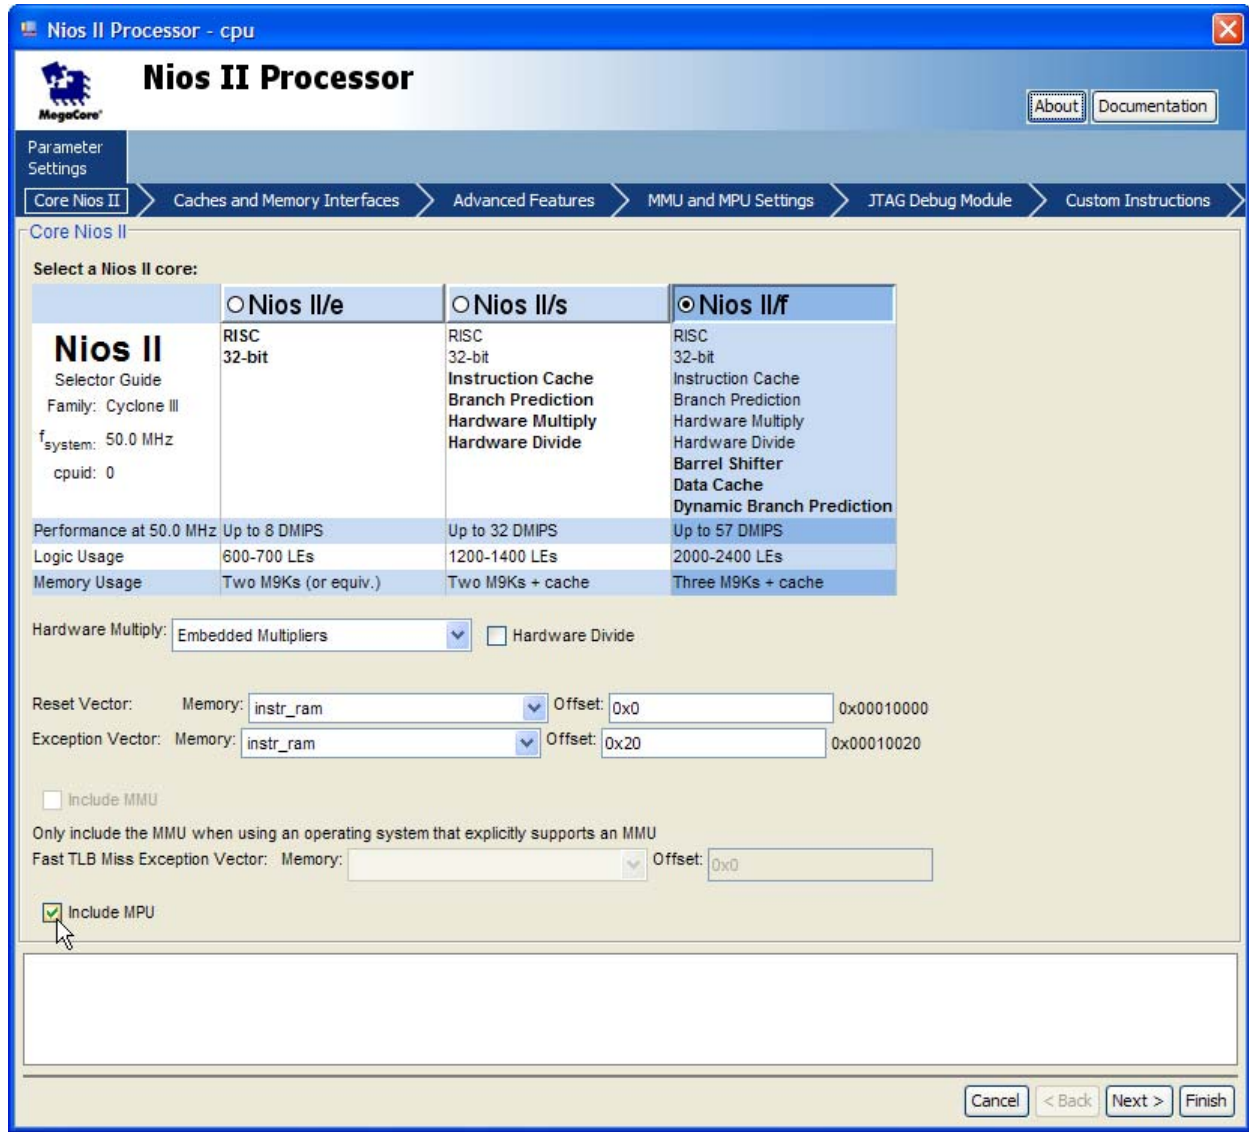 Nios II Processor - cpu
Nios II Processor
MegaCore'
About Documentation
Parameter
Settings
Core Nios II Caches and Memory Interfaces Advanced Features MMU and MPU Settings JTAG Debug Module Custom Instructions
Core Nios II
Select a Nios II core:
Nios II/e Nios II/s Nios II/f
Nios II
Selector Guide
Family: Cyclone III
fsystem: 50.0 MHz
cpuid: 0
RISC
32-bit
RISC
32-bit
Instruction Cache
Branch Prediction
Hardware Multiply
Hardware Divide
RISC
32-bit
Instruction Cache
Branch Prediction
Hardware Multiply
Hardware Divide
Barrel Shifter
Data Cache
Dynamic Branch Prediction
Performance at 50.0 MHz Up to 8 DMIPS Up to 32 DMIPS Up to 57 DMIPS
Logic Usage 600-700 LEs 1200-1400 LEs 2000-2400 LEs
Memory Usage Two M9Ks (or equiv.) Two M9Ks + cache Three M9Ks + cache
Hardware Multiply: Embedded Multipliers Hardware Divide
Reset Vector: Memory: instr_ram Offset: 0x0 0x00010000
Exception Vector: Memory: instr_ram Offset: 0x20 0x00010020
Include MMU
Only include the MMU when using an operating system that explicitly supports an MMU
Fast TLB Miss Exception Vector: Memory: Offset: 0x0
Include MPU
Cancel < Back Next > Finish